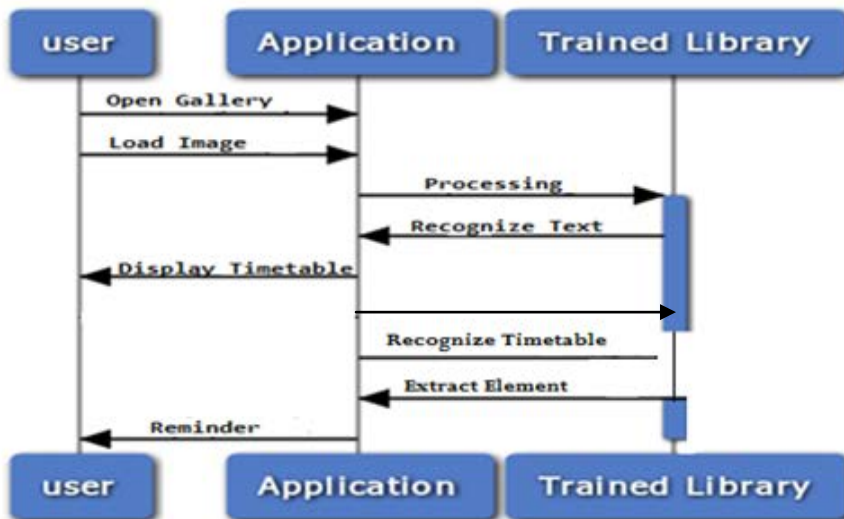 user Application Trained Library
Open Gallery
Load Image
Processing
Recognize Text
Display Timetable
Recognize Timetable
Extract Element
Reminder
user Application Trained Library